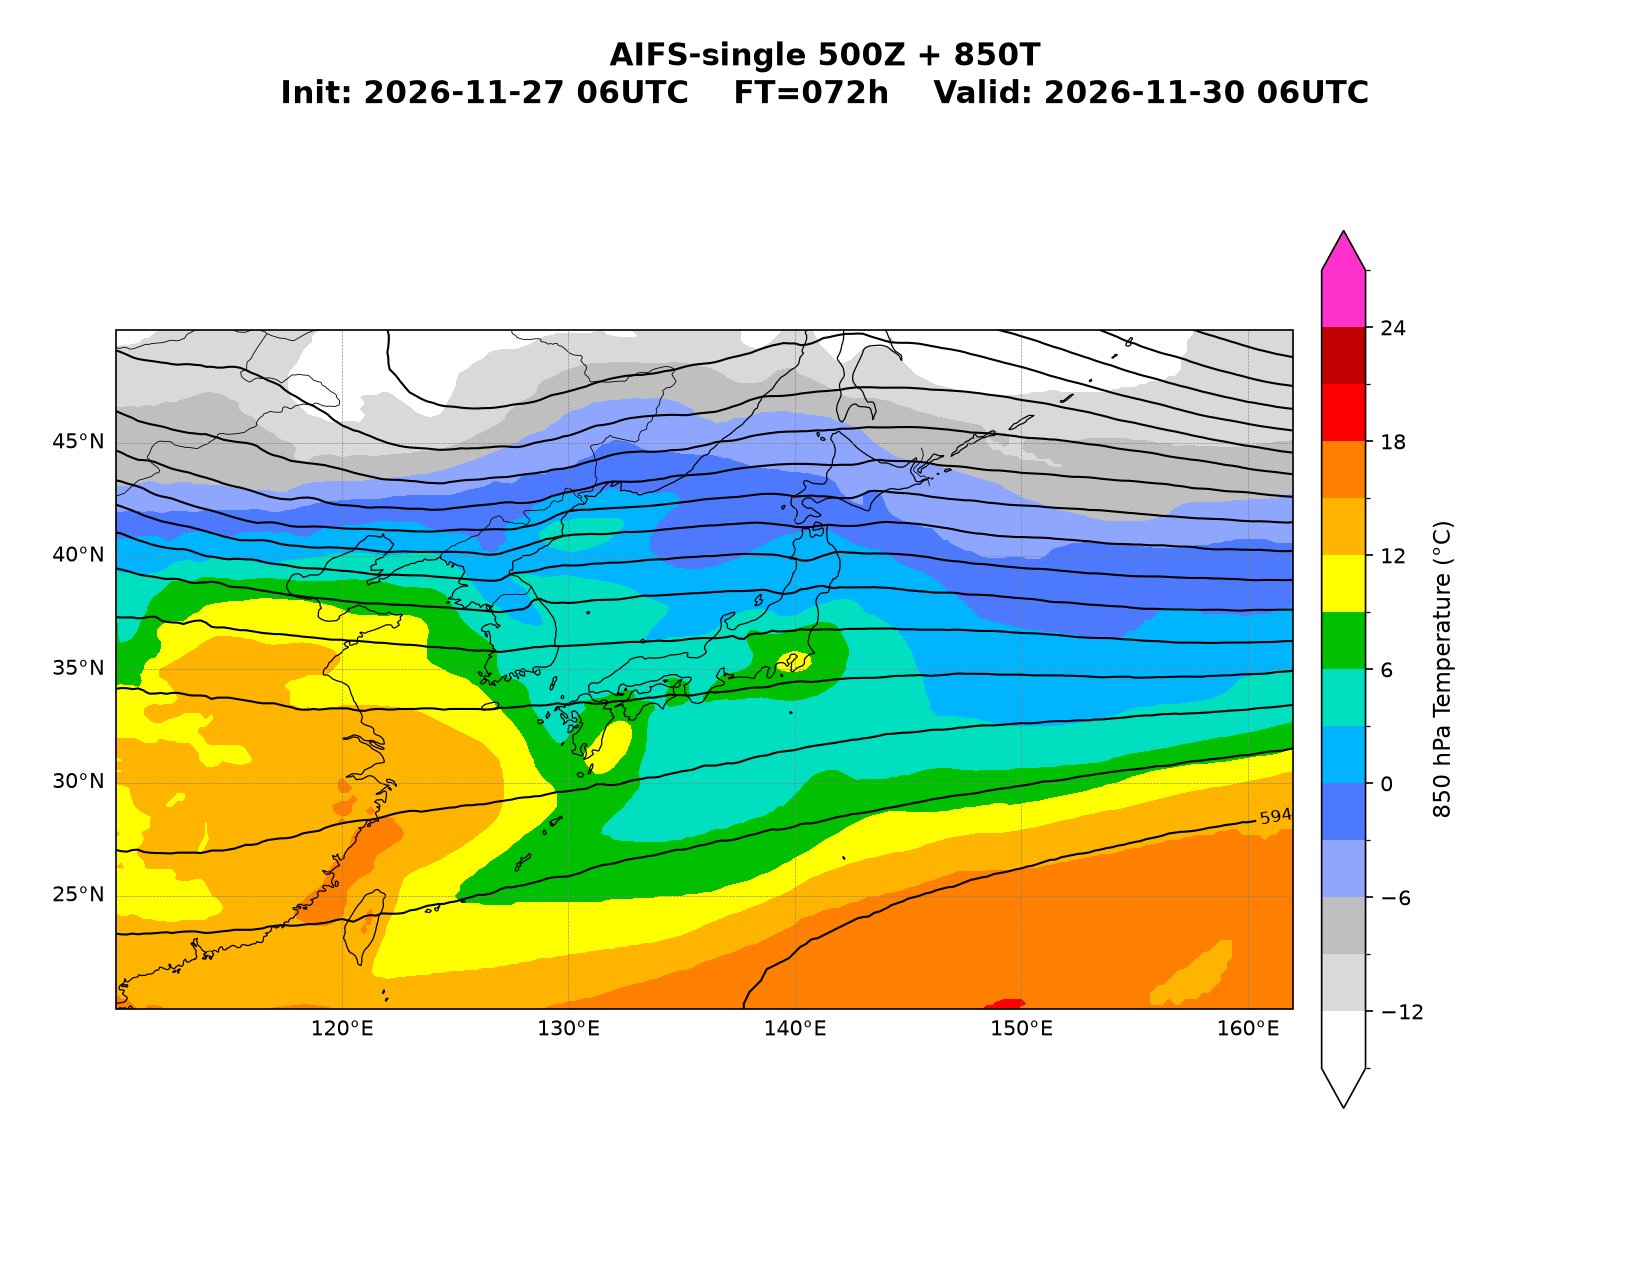 AIFS-single 500Z + 850T
Init: 2026-11-27 06UTC    FT=072h    Valid: 2026-11-30 06UTC
45°N
40°N
35°N
30°N
25°N
120°E
130°E
140°E
150°E
160°E
594
24
18
12
6
0
−6
−12
850 hPa Temperature (°C)